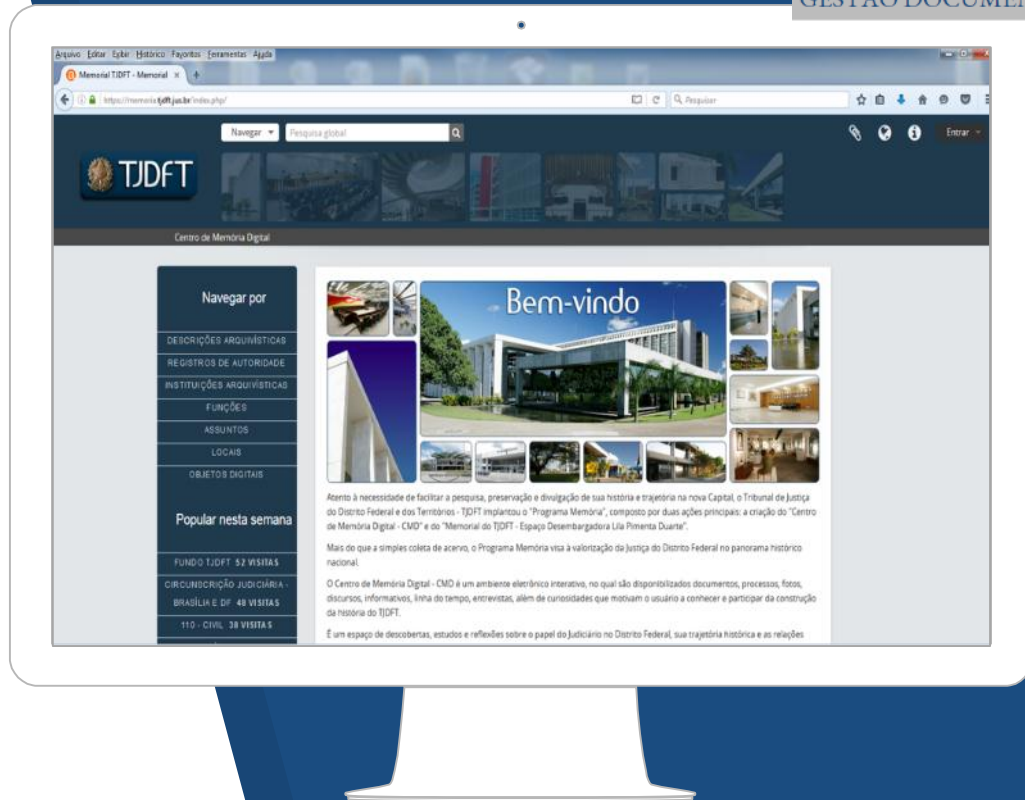 GESTÃO DOCUMEN
Arquivo Editar Exibir Histórico Favoritos Ferramentas Ajuda
Memorial TJDFT - Memorial × +
https://memoria.tjdft.jus.br/index.php/
Pesquisar
Navegar
Pesquisa global
Entrar
TJDFT
Centro de Memória Digital
Navegar por
DESCRIÇÕES ARQUIVÍSTICAS
REGISTROS DE AUTORIDADE
INSTITUIÇÕES ARQUIVÍSTICAS
FUNÇÕES
ASSUNTOS
LOCAIS
OBJETOS DIGITAIS
Popular nesta semana
FUNDO TJDFT 52 VISITAS
CIRCUNSCRIÇÃO JUDICIÁRIA -
BRASÍLIA E DF 48 VISITAS
110 - CIVIL 38 VISITAS
Bem-vindo
Atento à necessidade de facilitar a pesquisa, preservação e divulgação de sua história e trajetória na nova Capital, o Tribunal de Justiça
do Distrito Federal e dos Territórios - TJDFT implantou o "Programa Memória", composto por duas ações principais: a criação do "Centro
de Memória Digital - CMD" e do "Memorial do TJDFT - Espaço Desembargadora Lila Pimenta Duarte".
Mais do que a simples coleta de acervo, o Programa Memória visa à valorização da Justiça do Distrito Federal no panorama histórico
nacional.
O Centro de Memória Digital - CMD é um ambiente eletrônico interativo, no qual são disponibilizados documentos, processos, fotos,
discursos, informativos, linha do tempo, entrevistas, além de curiosidades que motivam o usuário a conhecer e participar da construção
da história do TJDFT.
É um espaço de descobertas, estudos e reflexões sobre o papel do Judiciário no Distrito Federal, sua trajetória histórica e as relações